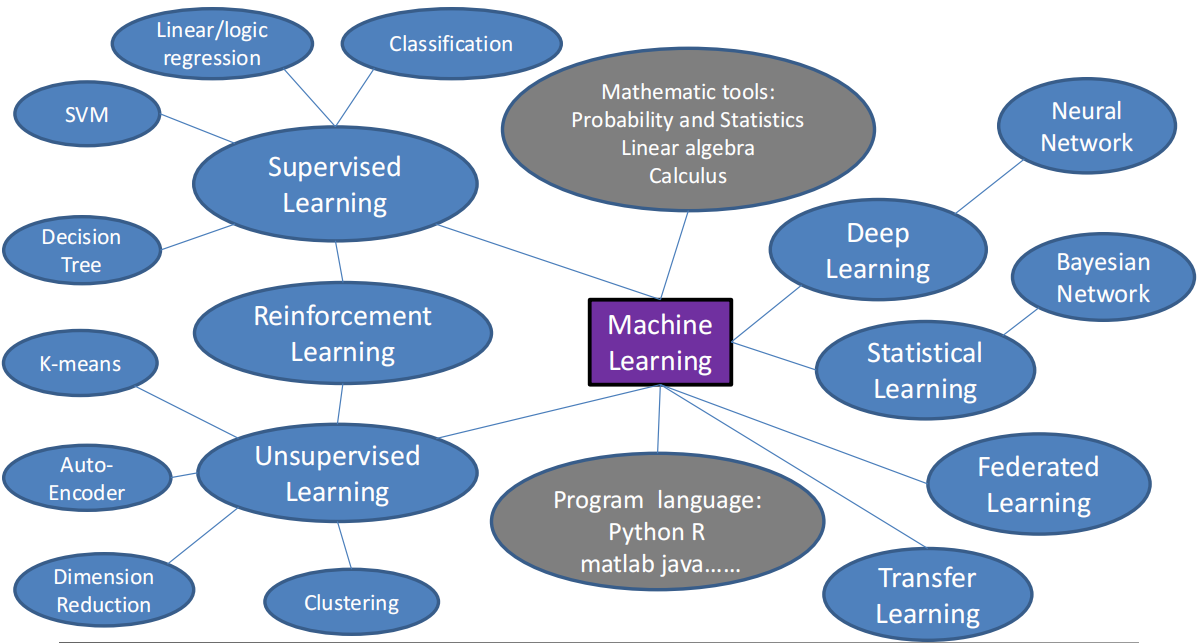 Linear/logic
regression
Classification
SVM
Mathematic tools:
Probability and Statistics
Linear algebra
Calculus
Neural
Network
Supervised
Learning
Decision
Tree
Deep
Learning
Bayesian
Network
Reinforcement
Learning
Machine
Learning
Statistical
Learning
K-means
Unsupervised
Learning
Auto-
Encoder
Federated
Learning
Program language:
Python R
matlab java……
Dimension
Reduction
Clustering
Transfer
Learning